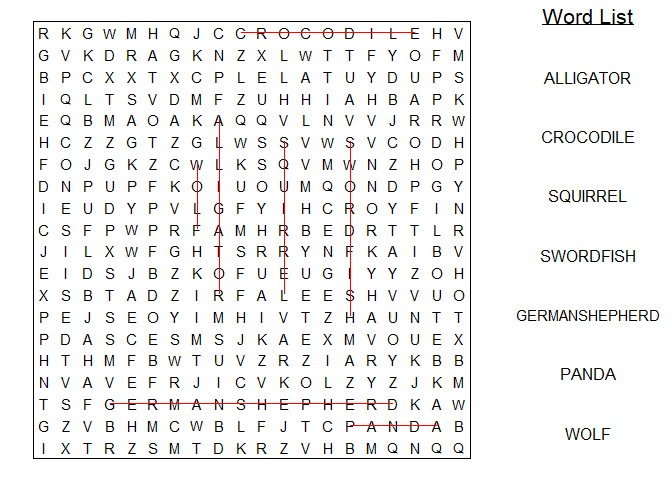 R K G W M H Q J C C R O C O D I L E H V
G V K D R A G K N Z X L W T T F Y O F M
B P C X X T X C P L E L A T U Y D U P S
I Q L T S V D M F Z U H H I A H B A P K
E Q B M A O A K A Q Q V L N V V J R R W
H C Z Z G T Z G L W S S V W S V C O D H
F O J G K Z C W L K S Q V M W N Z H O P
D N P U P F K O I U O U M Q O N D P G Y
I E U D Y P V L G F Y I H C R O Y F I N
C S F P W P R F A M H R B E D R T T L R
J I L X W F G H T S R R Y N F K A I B V
E I D S J B Z K O F U E U G I Y Y Z O H
X S B T A D Z I R F A L E E S H V V U O
P E J S E O Y I M H I V T Z H A U N T T
P D A S C E S M S J K A E X M V O U E X
H T H M F B W T U V Z R Z I A R Y K B B
N V A V E F R J I C V K O L Z Y Z J K M
T S F G E R M A N S H E P H E R D K A W
G Z V B H M C W B L F J T C P A N D A B
I X T R Z S M T D K R Z V H B M Q N Q Q
Word List
ALLIGATOR
CROCODILE
SQUIRREL
SWORDFISH
GERMANSHEPHERD
PANDA
WOLF